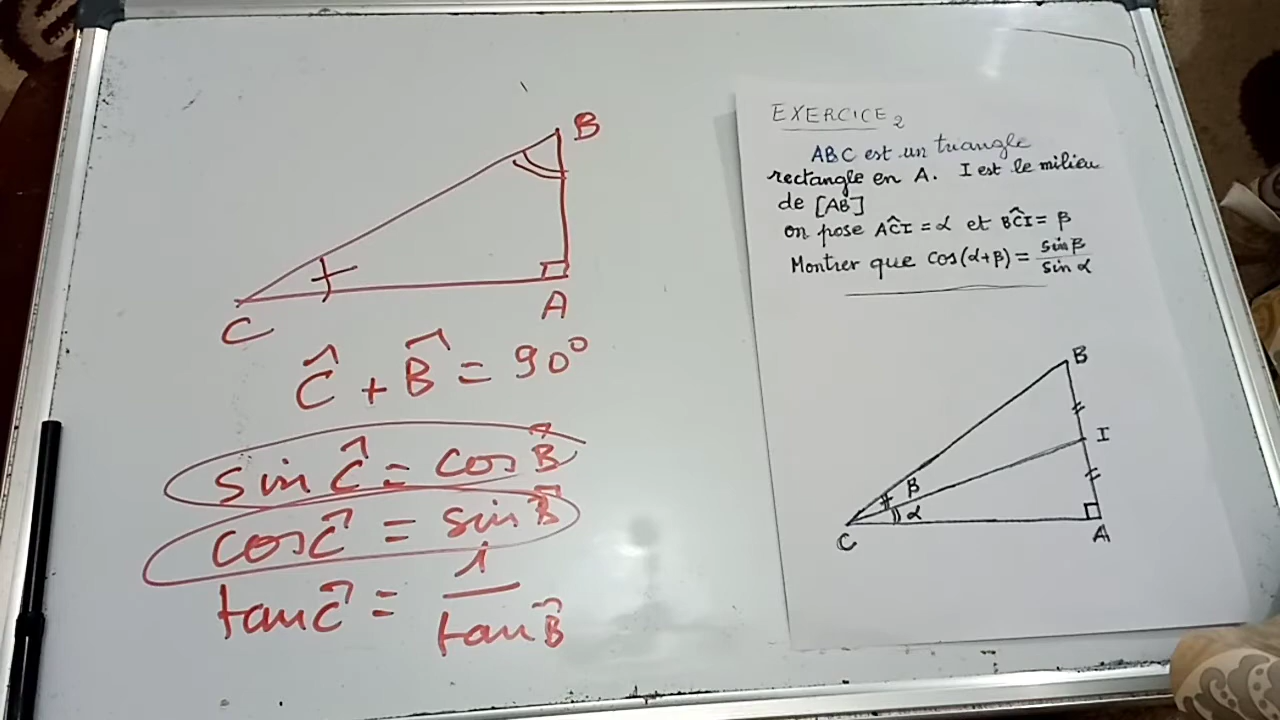 B
C
A
Ĉ + B̂ = 90°
sin Ĉ = cos B̂
cos Ĉ = sin B̂
tan Ĉ = 1/tan B̂
EXERCICE 2
ABC est un triangle
rectangle en A. I est le milieu
de [AB]
on pose AĈI = α et BĈI = β
Montrer que cos(α+β) = sin β/sin α
B
I
β
α
C
A